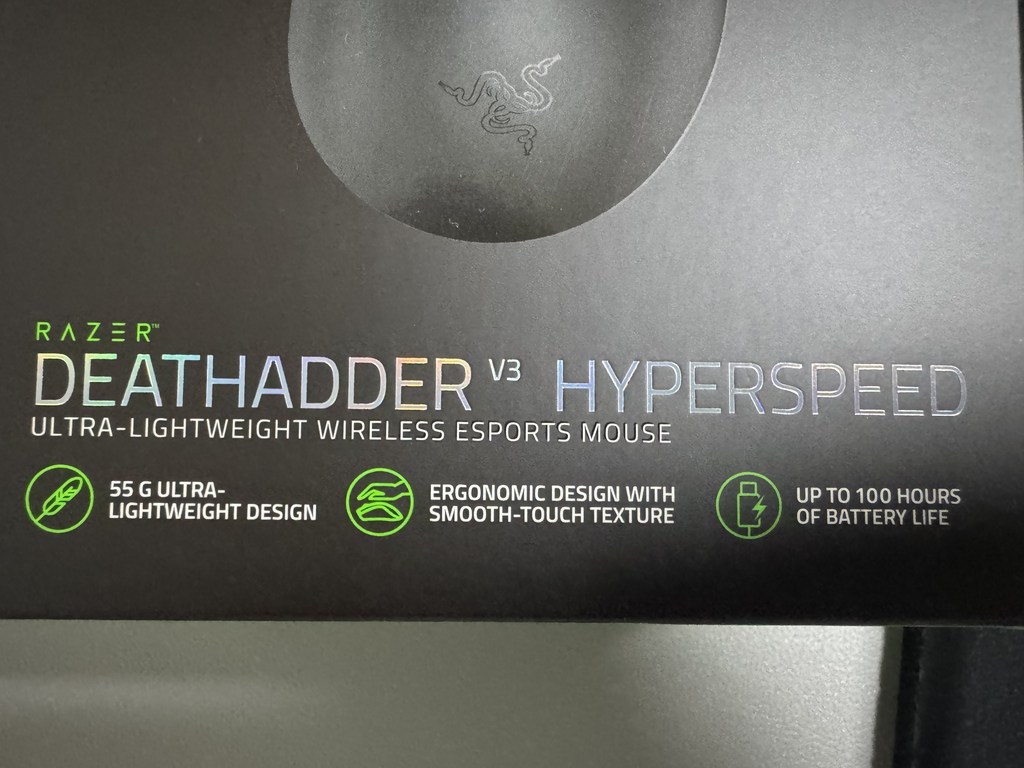 RAZER™
DEATHADDER V3 HYPERSPEED
ULTRA-LIGHTWEIGHT WIRELESS ESPORTS MOUSE
55 G ULTRA-
LIGHTWEIGHT DESIGN
ERGONOMIC DESIGN WITH
SMOOTH-TOUCH TEXTURE
UP TO 100 HOURS
OF BATTERY LIFE